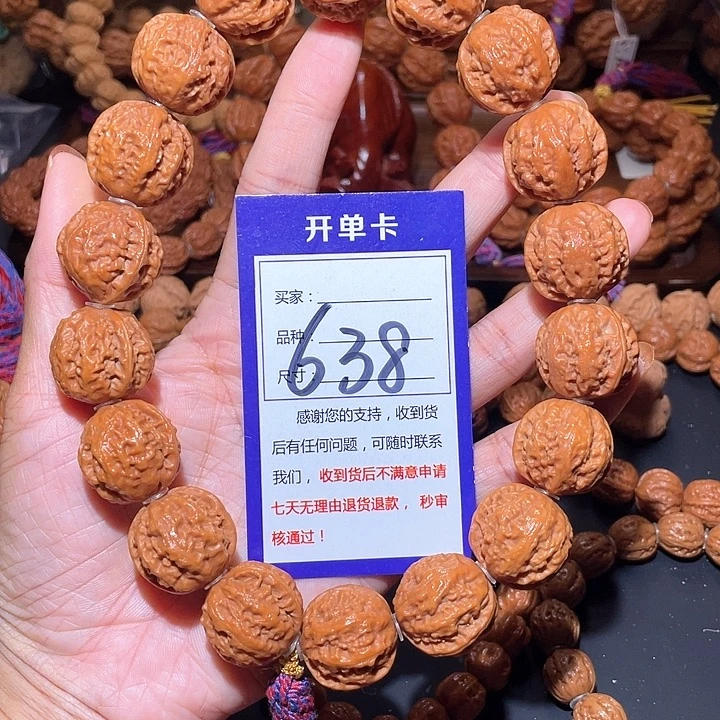 开单卡
买家：
品种：
638
尺寸：
感谢您的支持，收到货
后有任何问题，可随时联系
我们，收到货后不满意申请
七天无理由退货退款，秒审
核通过！